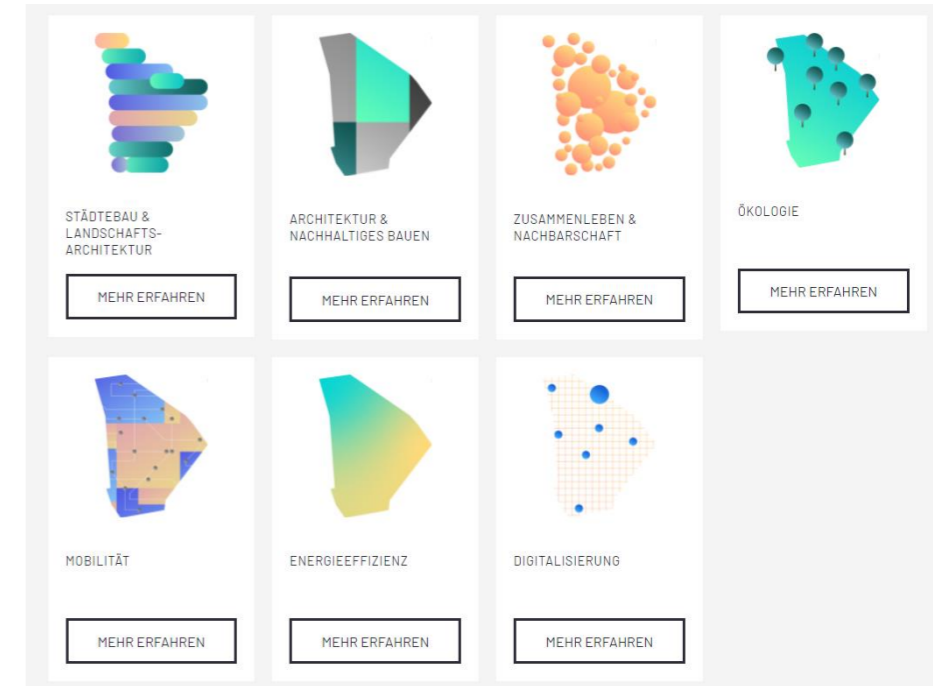 STÄDTEBAU &
LANDSCHAFTS-
ARCHITEKTUR
MEHR ERFAHREN
ARCHITEKTUR &
NACHHALTIGES BAUEN
MEHR ERFAHREN
ZUSAMMENLEBEN &
NACHBARSCHAFT
MEHR ERFAHREN
ÖKOLOGIE
MEHR ERFAHREN
MOBILITÄT
MEHR ERFAHREN
ENERGIEEFFIZIENZ
MEHR ERFAHREN
DIGITALISIERUNG
MEHR ERFAHREN